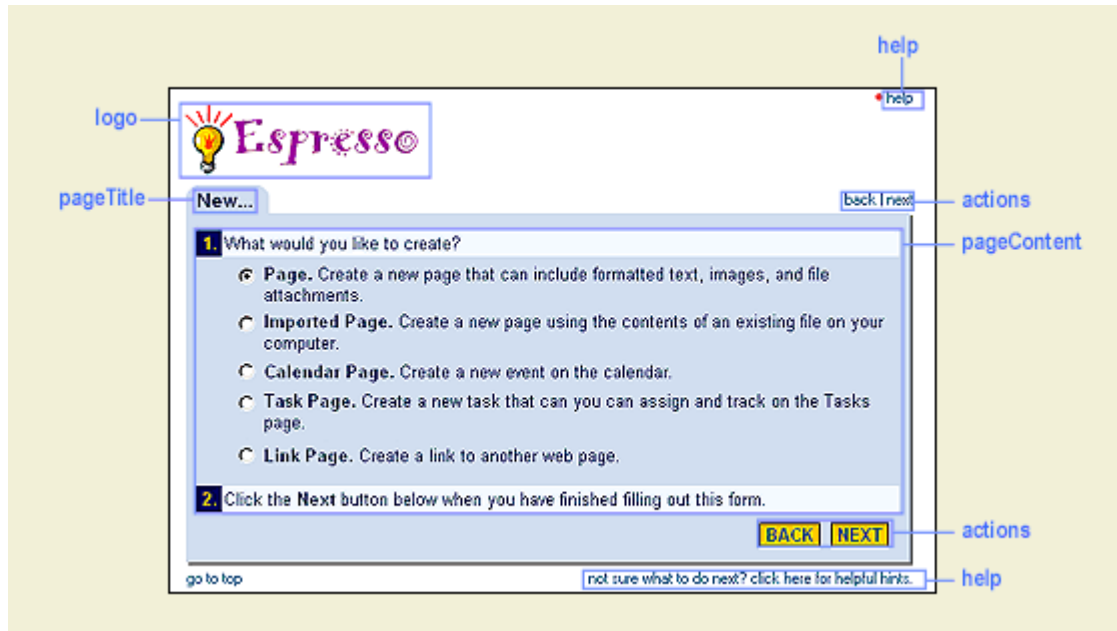 help
help
logo
Espresso
pageTitle
New...
back | next
actions
pageContent
1. What would you like to create?
Page. Create a new page that can include formatted text, images, and file
attachments.
Imported Page. Create a new page using the contents of an existing file on your
computer.
Calendar Page. Create a new event on the calendar.
Task Page. Create a new task that can you can assign and track on the Tasks
page.
Link Page. Create a link to another web page.
2. Click the Next button below when you have finished filling out this form.
BACK NEXT
actions
go to top
not sure what to do next? click here for helpful hints.
help